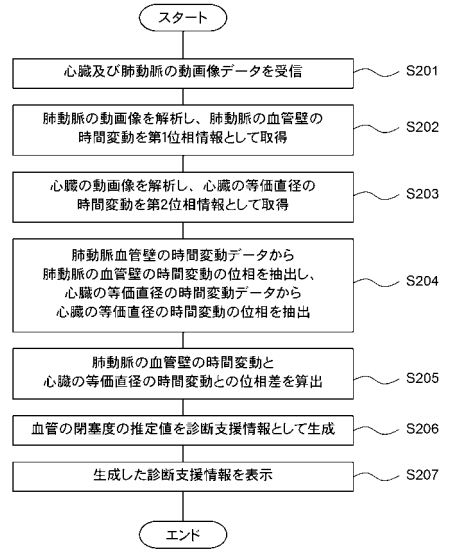 スタート
心臓及び肺動脈の動画像データを受信
S201
肺動脈の動画像を解析し、肺動脈の血管壁の
時間変動を第1位相情報として取得
S202
心臓の動画像を解析し、心臓の等価直径の
時間変動を第2位相情報として取得
S203
肺動脈血管壁の時間変動データから
肺動脈の血管壁の時間変動の位相を抽出し、
心臓の等価直径の時間変動データから
心臓の等価直径の時間変動の位相を抽出
S204
肺動脈の血管壁の時間変動と
心臓の等価直径の時間変動との位相差を算出
S205
血管の閉塞度の推定値を診断支援情報として生成
S206
生成した診断支援情報を表示
S207
エンド